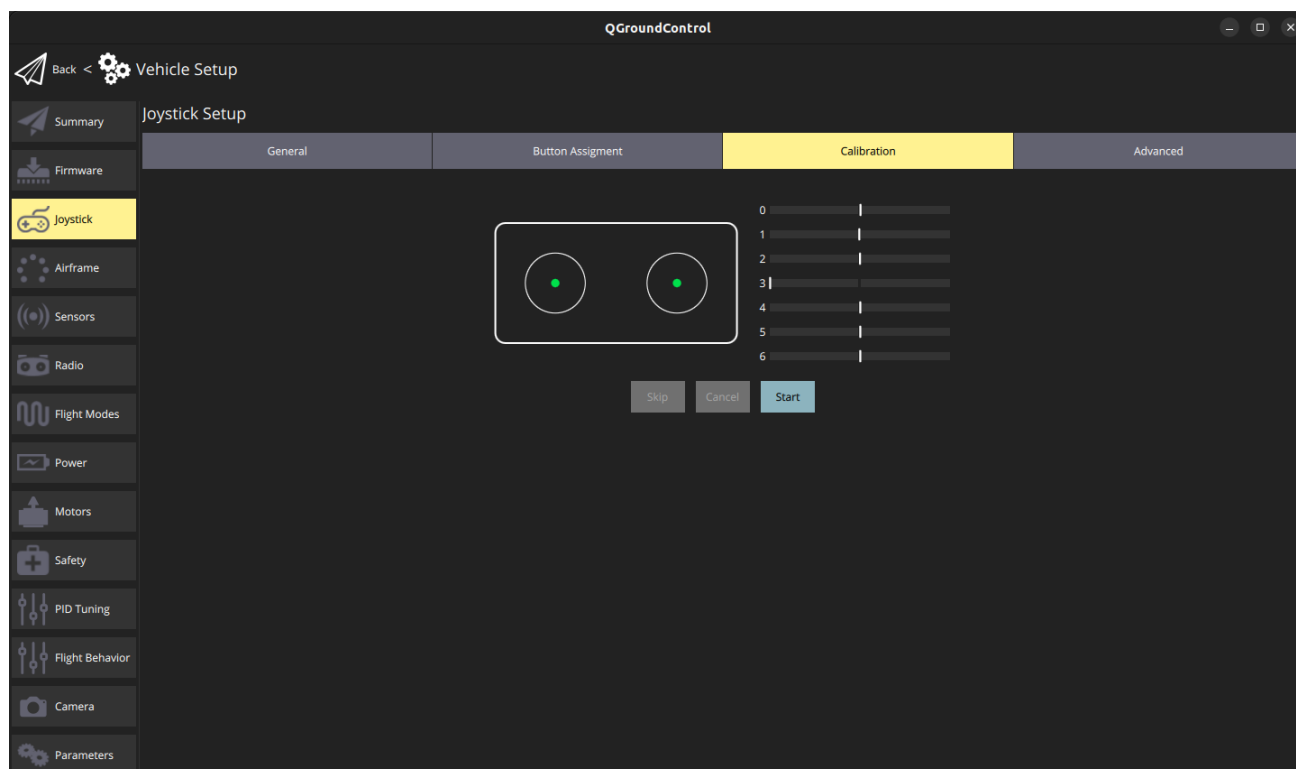 QGroundControl
Back < Vehicle Setup
Joystick Setup
Summary
Firmware
Joystick
Airframe
Sensors
Radio
Flight Modes
Power
Motors
Safety
PID Tuning
Flight Behavior
Camera
Parameters
General Button Assigment Calibration Advanced
0
1
2
3
4
5
6
Skip Cancel Start